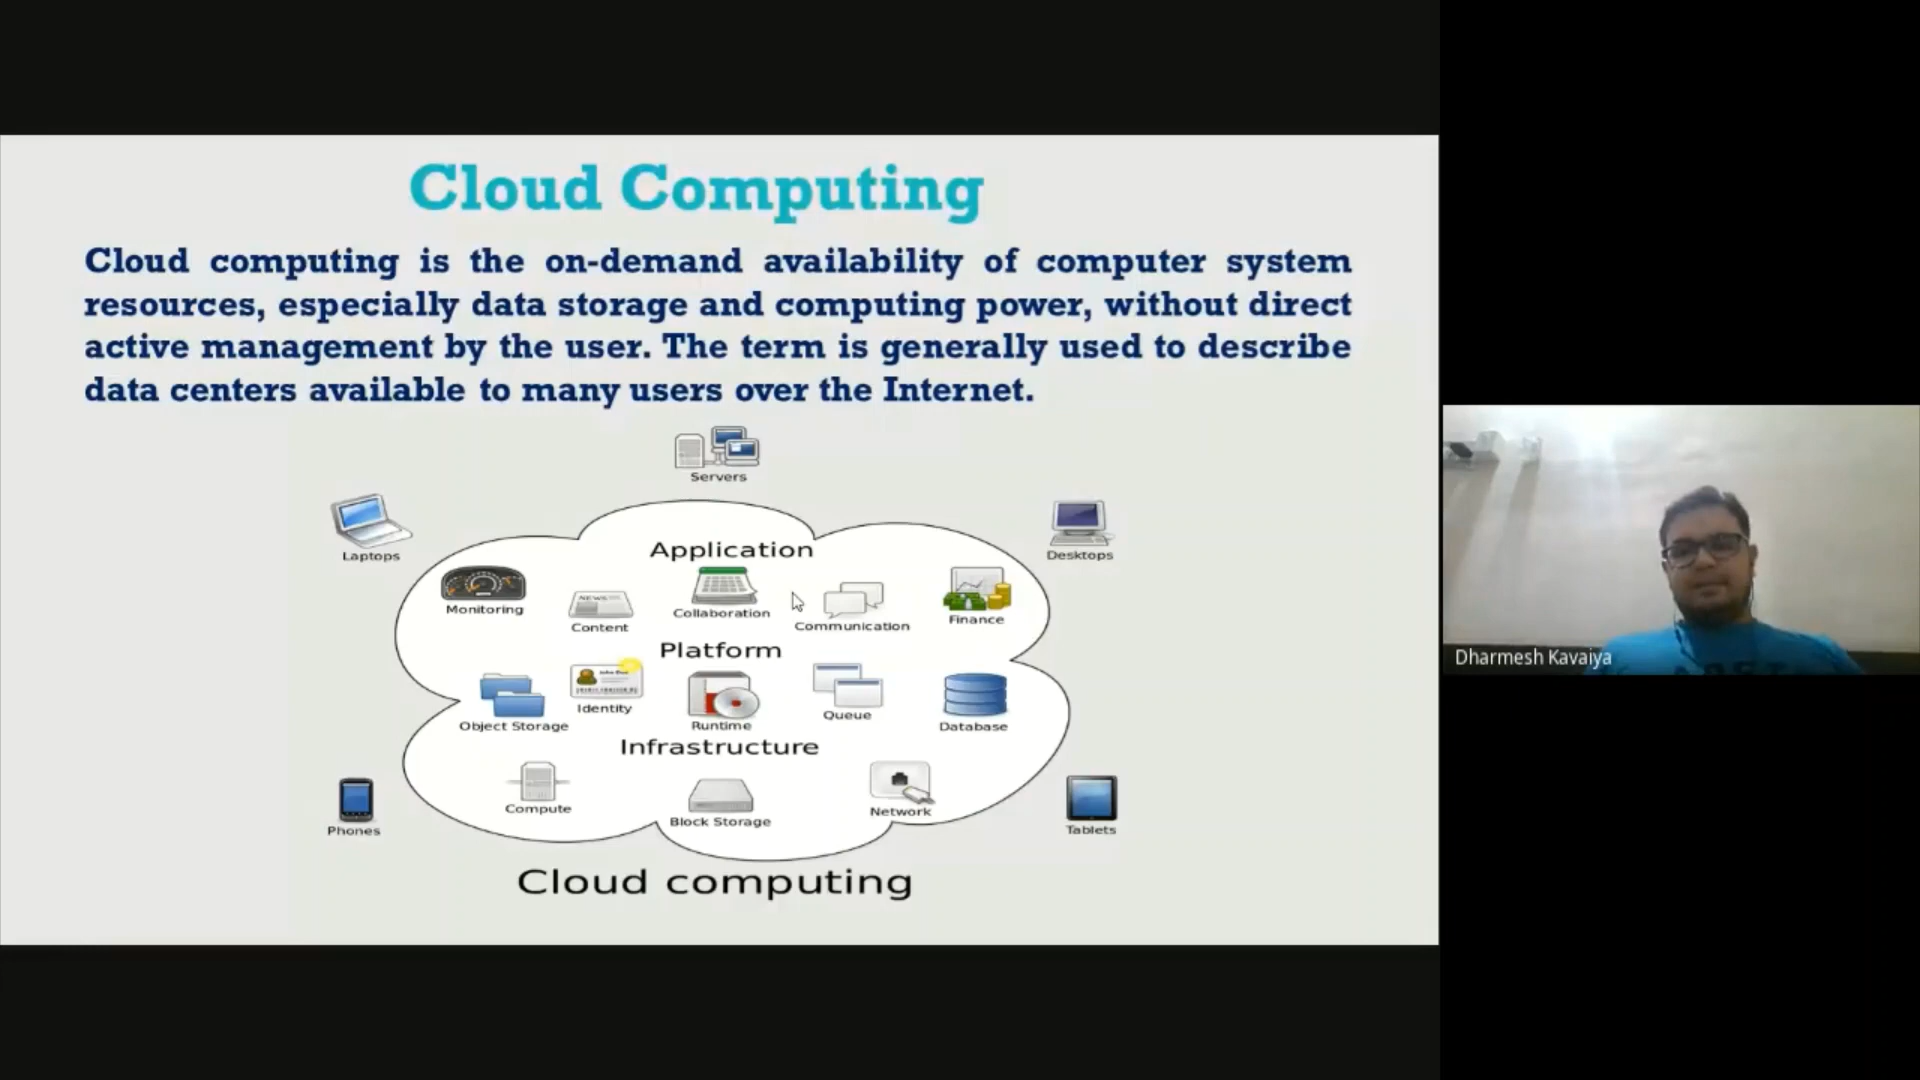 Cloud Computing
Cloud computing is the on-demand availability of computer system
resources, especially data storage and computing power, without direct
active management by the user. The term is generally used to describe
data centers available to many users over the Internet.
Servers
Laptops
Desktops
Application
Monitoring
Content
Collaboration
Communication
Finance
Platform
Object Storage
Identity
Runtime
Queue
Database
Infrastructure
Compute
Block Storage
Network
Phones
Tablets
Cloud computing
Dharmesh Kavaiya
NEWS